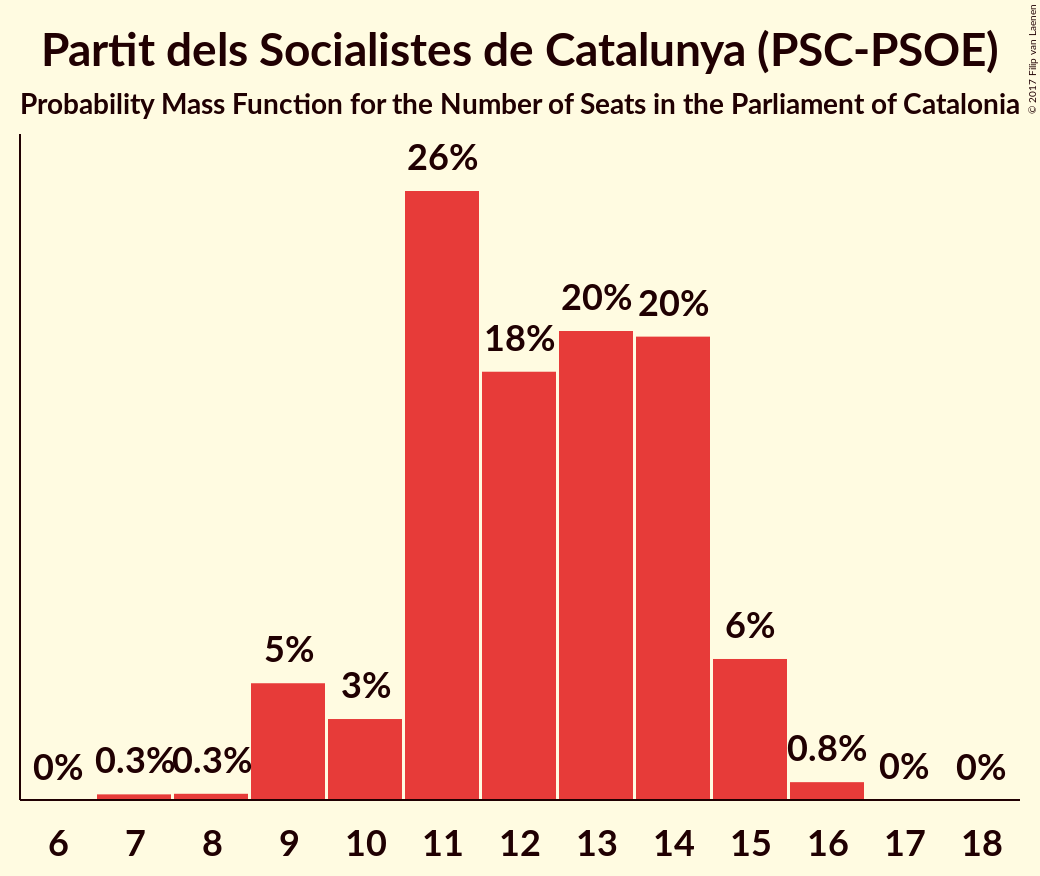 Partit dels Socialistes de Catalunya (PSC-PSOE)
Probability Mass Function for the Number of Seats in the Parliament of Catalonia
© 2017 Filip van Laenen
0% 0.3% 0.3% 5% 3% 26% 18% 20% 20% 6% 0.8% 0% 0%
6 7 8 9 10 11 12 13 14 15 16 17 18